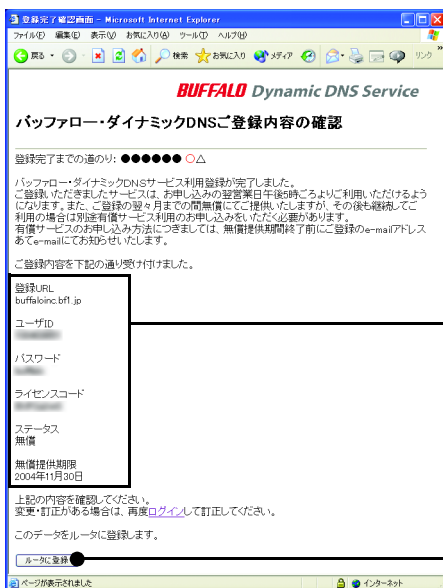 登録完了確認画面 - Microsoft Internet Explorer
ファイル(F) 編集(E) 表示(V) お気に入り(A) ツール(T) ヘルプ(H)
戻る 検索 お気に入り メディア リンク »
BUFFALO Dynamic DNS Service
バッファロー・ダイナミックDNSご登録内容の確認
登録完了までの道のり: ●●●●●● ○△
バッファロー・ダイナミックDNSサービス利用登録が完了しました。
ご登録いただきましたサービスは、お申し込みの翌営業日午後5時ごろよりご利用いただけるよう
になります。また、ご登録の翌々月までの間無償にてご提供いたしますが、その後も継続してご
利用の場合は別途有償サービス利用のお申し込みをいただく必要があります。
有償サービスのお申し込み方法につきましては、無償提供期間終了前にご登録のe-mailアドレス
あてe-mailにてお知らせいたします。
ご登録内容を下記の通り受け付けました。
登録URL
buffaloinc.bf1.jp
ユーザID
パスワード
ライセンスコード
ステータス
無償
無償提供期限
2004年11月30日
上記の内容を確認してください。
変更・訂正がある場合は、再度ログインして訂正してください。
このデータをルータに登録します。
ルータに登録
ページが表示されました インターネット